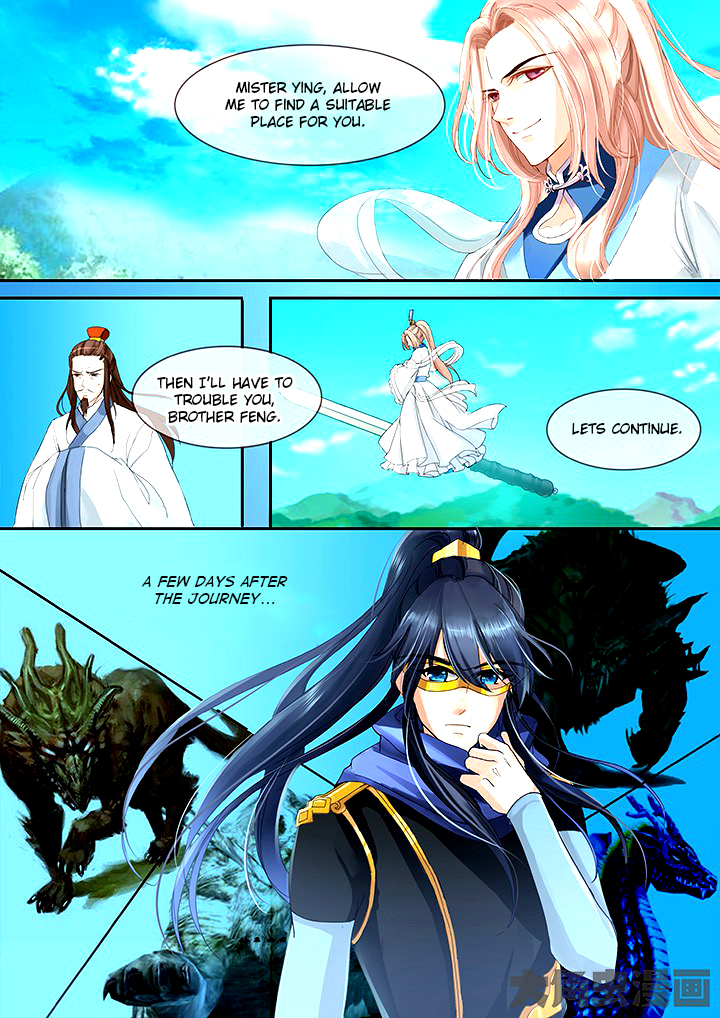 MISTER YING, ALLOW
ME TO FIND A SUITABLE
PLACE FOR YOU.
THEN I'LL HAVE TO
TROUBLE YOU,
BROTHER FENG.
LETS CONTINUE.
A FEW DAYS AFTER
THE JOURNEY...